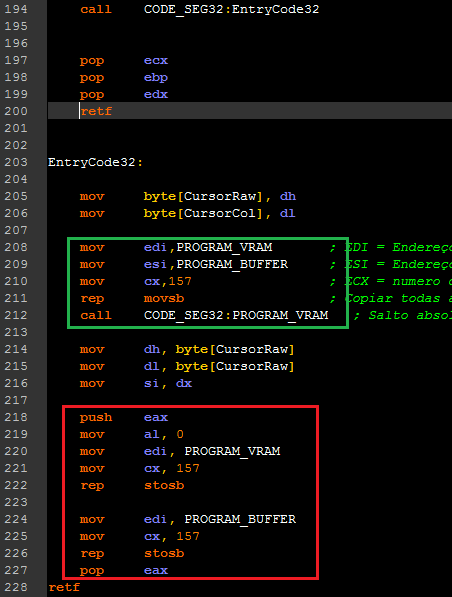 194 call CODE_SEG32:EntryCode32
195
196
197 pop ecx
198 pop ebp
199 pop edx
200 retf
201
202
203 EntryCode32:
204
205 mov byte[CursorRaw], dh
206 mov byte[CursorCol], dl
207
208 mov edi,PROGRAM_VRAM ; EDI = Endereço
209 mov esi,PROGRAM_BUFFER ; ESI = Endereço
210 mov cx,157 ; ECX = numero
211 rep movsb ; Copiar todas
212 call CODE_SEG32:PROGRAM_VRAM ; Salto absol
213
214 mov dh, byte[CursorRaw]
215 mov dl, byte[CursorRaw]
216 mov si, dx
217
218 push eax
219 mov al, 0
220 mov edi, PROGRAM_VRAM
221 mov cx, 157
222 rep stosb
223
224 mov edi, PROGRAM_BUFFER
225 mov cx, 157
226 rep stosb
227 pop eax
228 retf